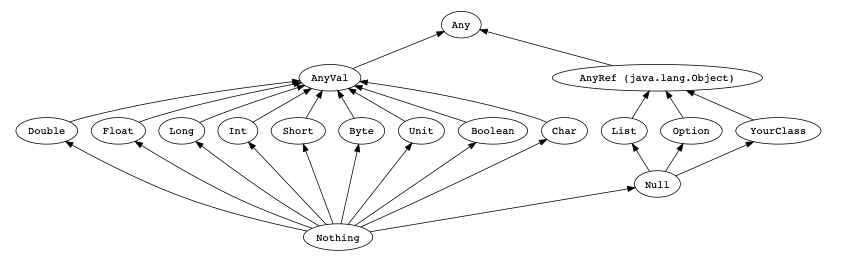 Any
AnyVal
AnyRef (java.lang.Object)
Double
Float
Long
Int
Short
Byte
Unit
Boolean
Char
List
Option
YourClass
Null
Nothing